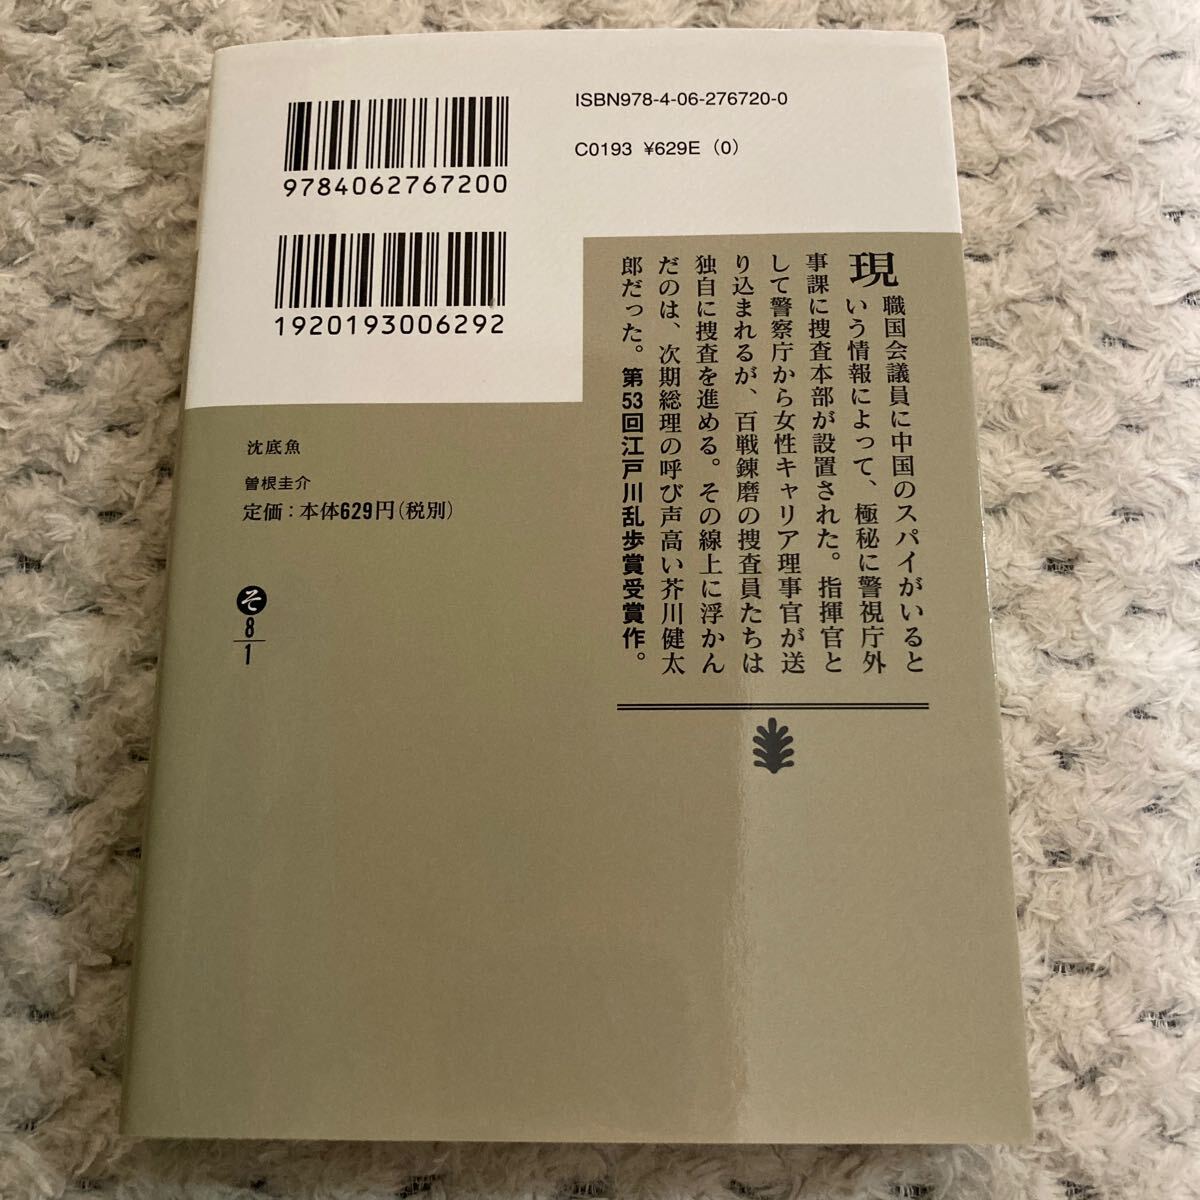 ISBN978-4-06-276720-0
C0193 ¥629E (0)
9784062767200
1920193006292
現職国会議員に中国のスパイがいると
いう情報によって、極秘に警視庁外
事課に捜査本部が設置された。指揮官と
して警察庁から女性キャリア理事官が送
り込まれるが、百戦錬磨の捜査員たちは
独自に捜査を進める。その線上に浮かん
だのは、次期総理の呼び声高い芥川健太
郎だった。第53回江戸川乱歩賞受賞作。
沈底魚
曽根圭介
定価:本体629円(税別)
そ
8
1